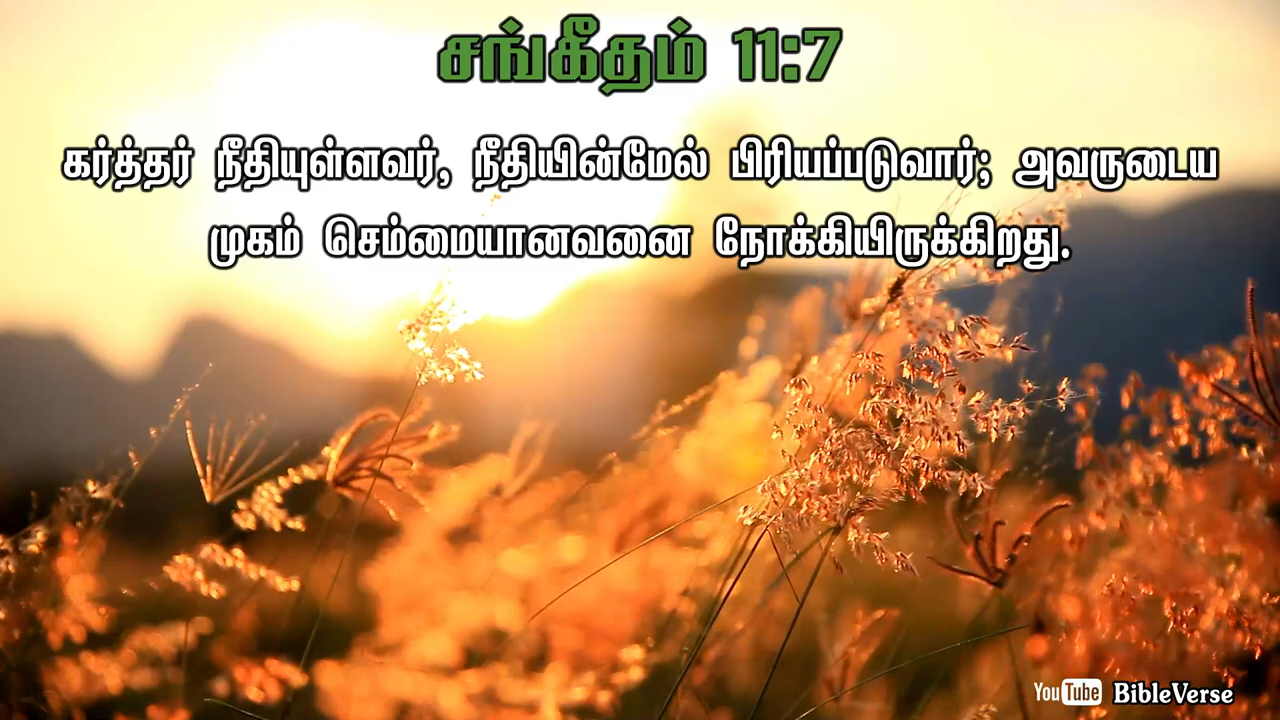 சங்கீதம் 11:7
கர்த்தர் நீதியுள்ளவர், நீதியின்மேல் பிரியப்படுவார்; அவருடைய
முகம் செம்மையானவனை நோக்கியிருக்கிறது.
YouTube BibleVerse